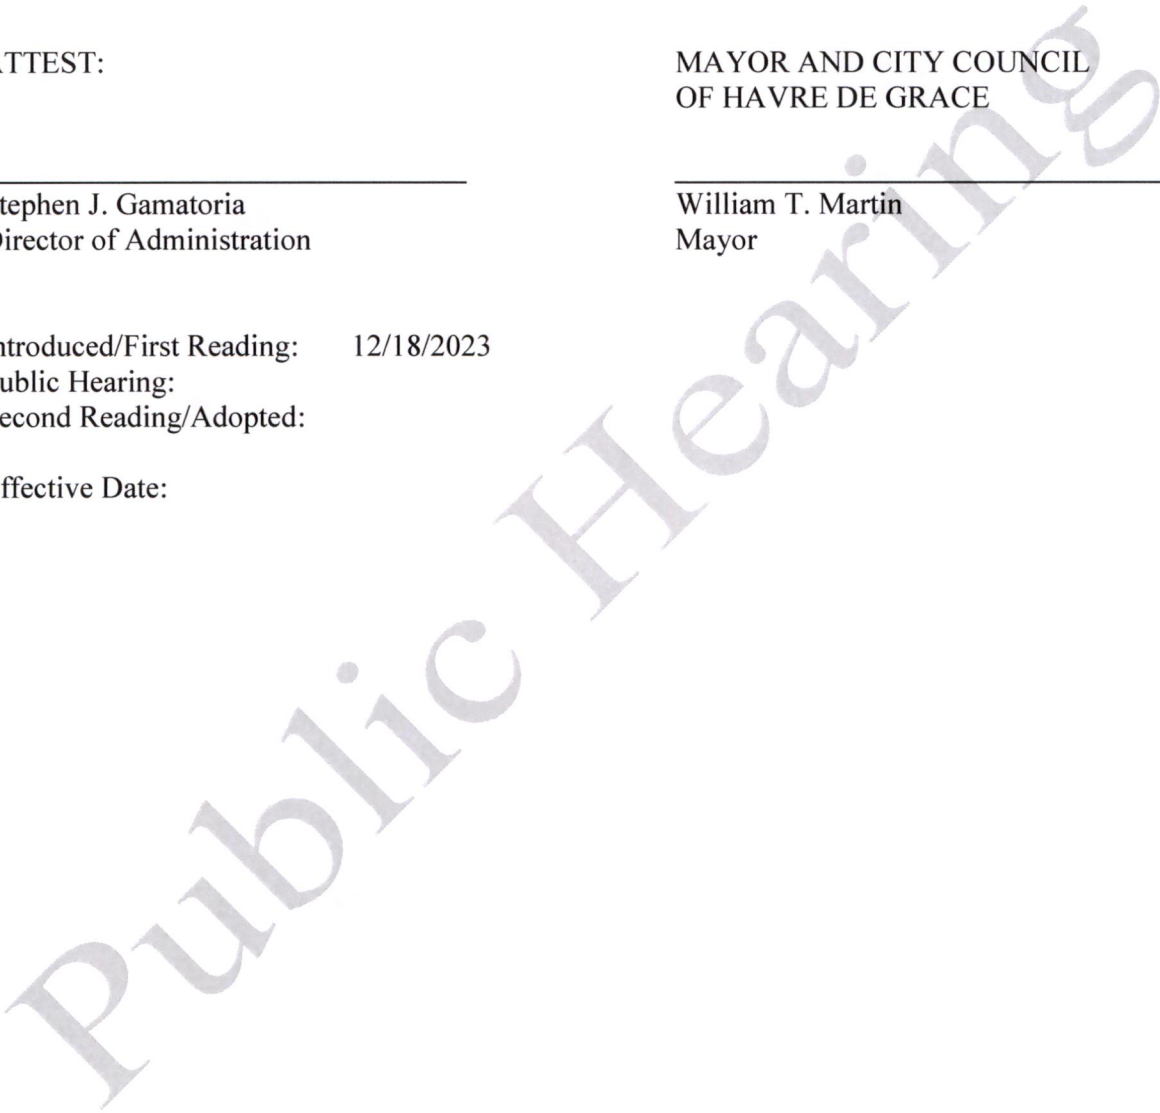 ATTEST:
MAYOR AND CITY COUNCIL
OF HAVRE DE GRACE
tephen J. Gamatoria
Director of Administration
William T. Martin
Mayor
ntroduced/First Reading: 12/18/2023
ublic Hearing:
econd Reading/Adopted:
ffective Date:
Public Hearing